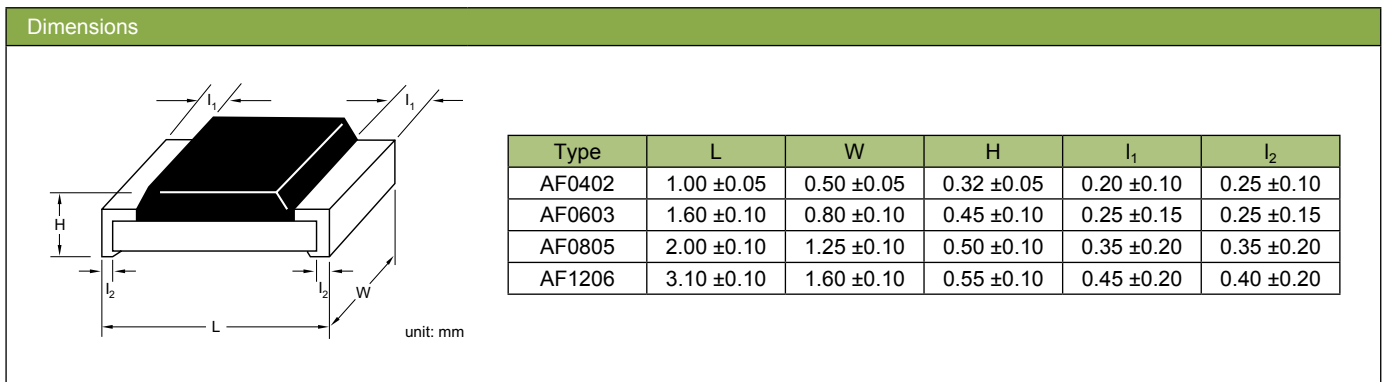 Dimensions
l₁ l₁
H
l₂ l₂
W
L
unit: mm
Type L W H l₁ l₂
AF0402 1.00 ±0.05 0.50 ±0.05 0.32 ±0.05 0.20 ±0.10 0.25 ±0.10
AF0603 1.60 ±0.10 0.80 ±0.10 0.45 ±0.10 0.25 ±0.15 0.25 ±0.15
AF0805 2.00 ±0.10 1.25 ±0.10 0.50 ±0.10 0.35 ±0.20 0.35 ±0.20
AF1206 3.10 ±0.10 1.60 ±0.10 0.55 ±0.10 0.45 ±0.20 0.40 ±0.20